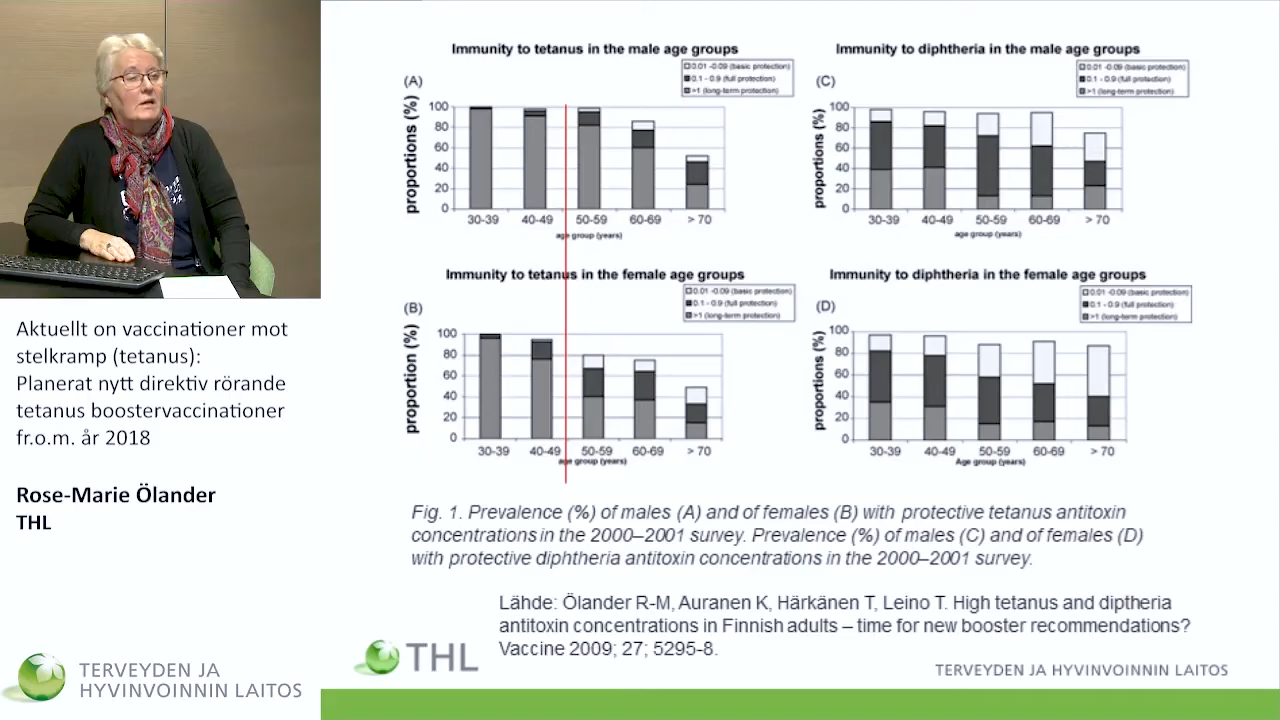 Aktuellt on vaccinationer mot
stelkramp (tetanus):
Planerat nytt direktiv rörande
tetanus boostervaccinationer
fr.o.m. år 2018
Rose-Marie Ölander
THL
TERVEYDEN JA
HYVINVOINNIN LAITOS
Immunity to tetanus in the male age groups
0.01 -0.09 (basic protection)
0.1 - 0.9 (full protection)
>1 (long-term protection)
(A)
proportions (%)
100
80
60
40
20
0
30-39 40-49 50-59 60-69 > 70
age group (years)
Immunity to diphtheria in the male age groups
0.01 -0.09 (basic protection)
0.1 - 0.9 (full protection)
>1 (long-term protection)
(C)
proportions (%)
100
80
60
40
20
0
30-39 40-49 50-59 60-69 > 70
age group (years)
Immunity to tetanus in the female age groups
0.01 -0.09 (basic protection)
0.1 - 0.9 (full protection)
>1 (long-term protection)
(B)
proportion (%)
100
80
60
40
20
0
30-39 40-49 50-59 60-69 > 70
age group (years)
Immunity to diphtheria in the female age groups
0.01 -0.09 (basic protection)
0.1 - 0.9 (full protection)
>1 (long-term protection)
(D)
proportions (%)
100
80
60
40
20
0
30-39 40-49 50-59 60-69 > 70
Age group (years)
Fig. 1. Prevalence (%) of males (A) and of females (B) with protective tetanus antitoxin
concentrations in the 2000–2001 survey. Prevalence (%) of males (C) and of females (D)
with protective diphtheria antitoxin concentrations in the 2000–2001 survey.
Lähde: Ölander R-M, Auranen K, Härkänen T, Leino T. High tetanus and diptheria
antitoxin concentrations in Finnish adults – time for new booster recommendations?
Vaccine 2009; 27; 5295-8.
THL
TERVEYDEN JA HYVINVOINNIN LAITOS